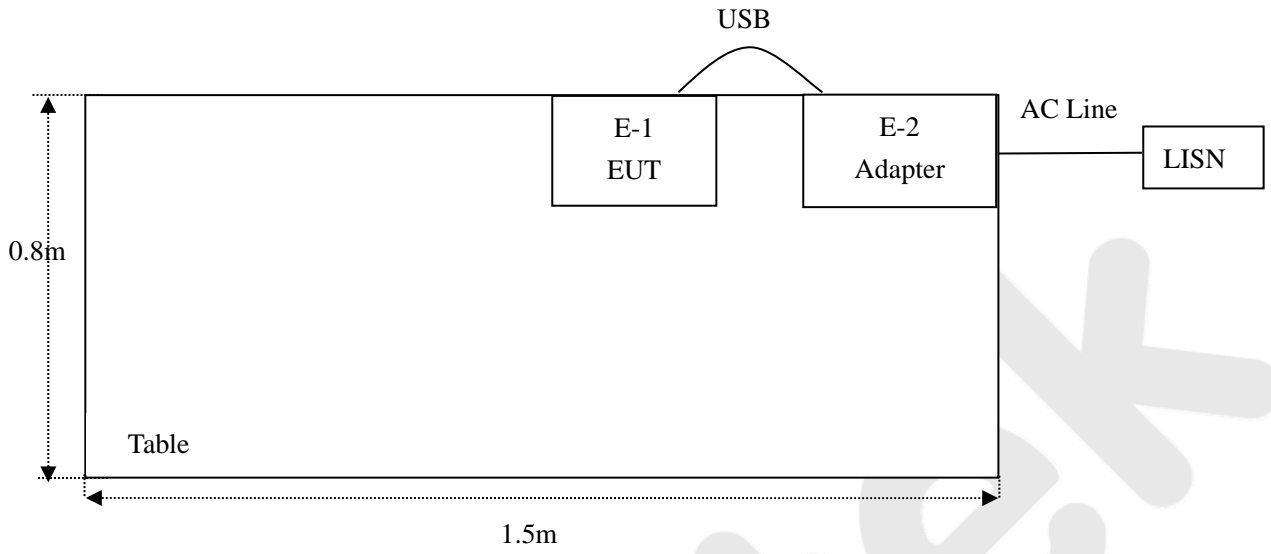 USB
E-1
EUT
E-2
Adapter
AC Line
LISN
0.8m
Table
1.5m